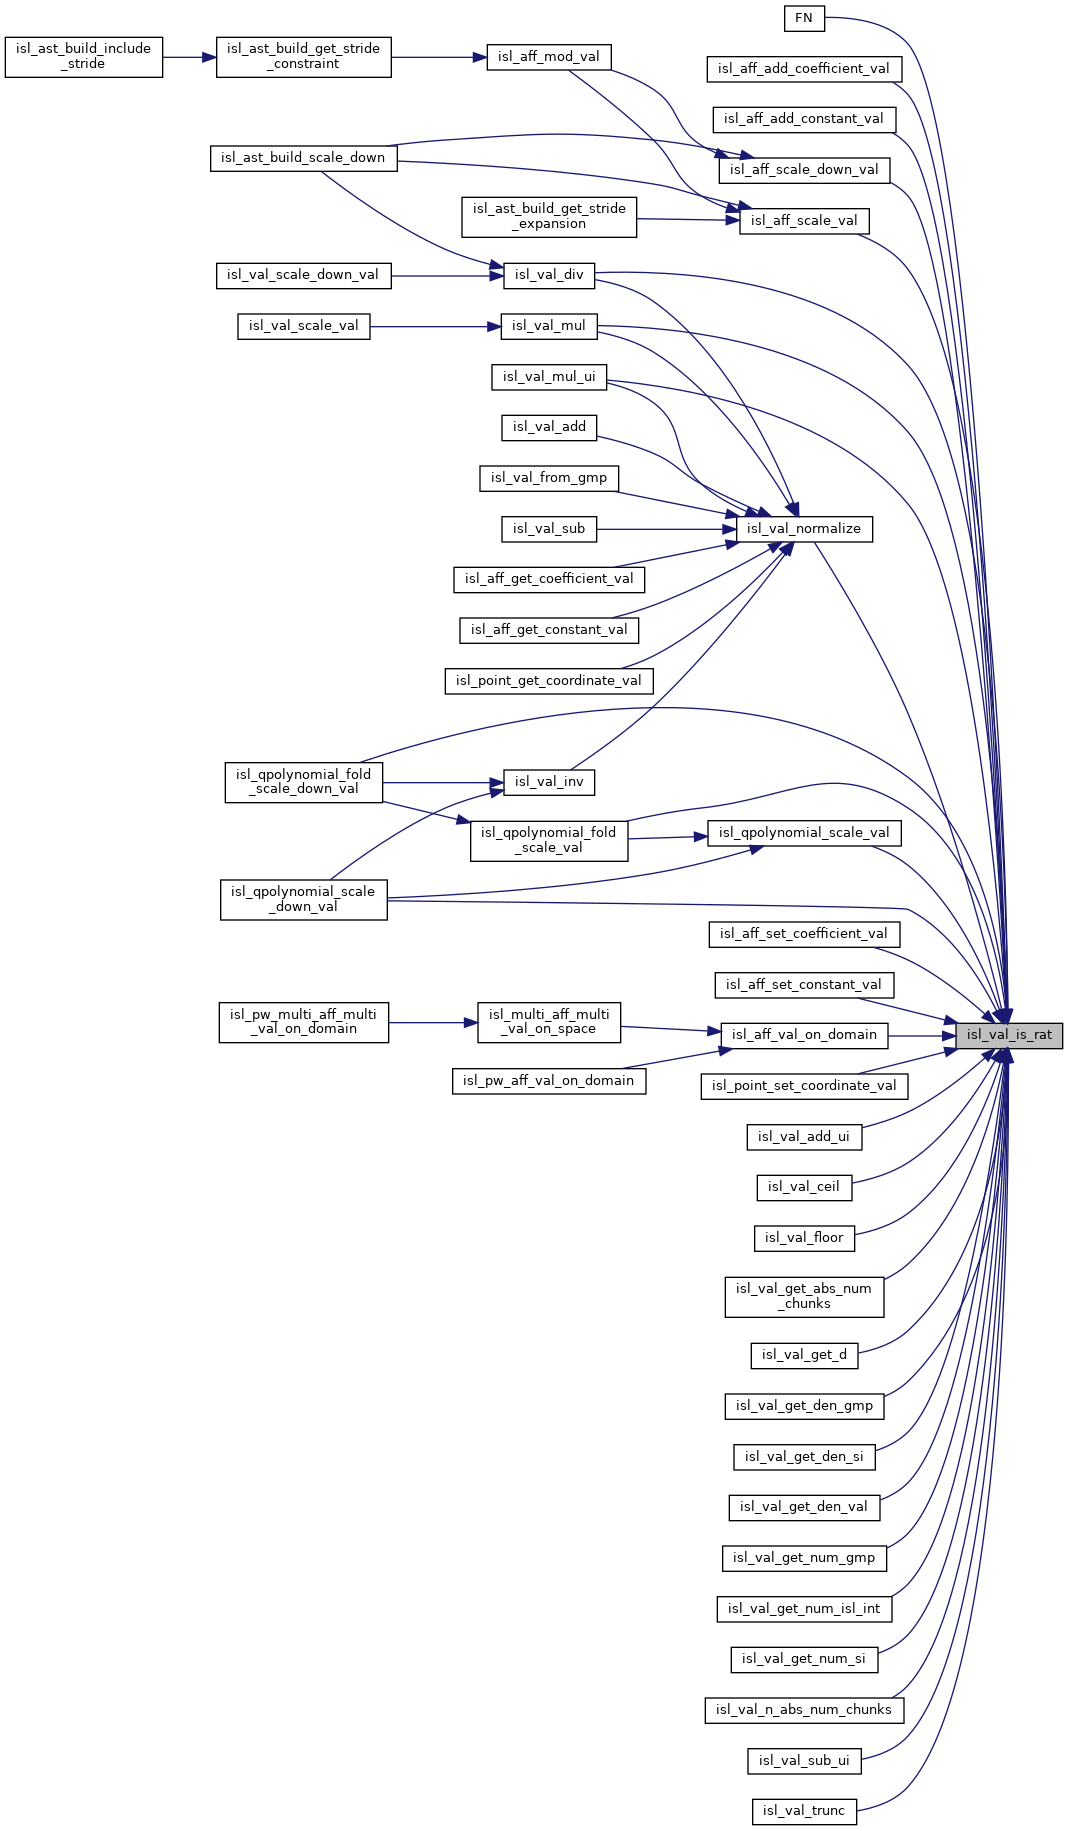 FN
isl_ast_build_include
_stride
isl_ast_build_get_stride
_constraint
isl_aff_mod_val
isl_aff_add_coefficient_val
isl_aff_add_constant_val
isl_ast_build_scale_down
isl_aff_scale_down_val
isl_ast_build_get_stride
_expansion
isl_aff_scale_val
isl_val_scale_down_val
isl_val_div
isl_val_scale_val
isl_val_mul
isl_val_mul_ui
isl_val_add
isl_val_from_gmp
isl_val_sub
isl_val_normalize
isl_aff_get_coefficient_val
isl_aff_get_constant_val
isl_point_get_coordinate_val
isl_qpolynomial_fold
_scale_down_val
isl_val_inv
isl_qpolynomial_fold
_scale_val
isl_qpolynomial_scale_val
isl_qpolynomial_scale
_down_val
isl_aff_set_coefficient_val
isl_aff_set_constant_val
isl_pw_multi_aff_multi
_val_on_domain
isl_multi_aff_multi
_val_on_space
isl_aff_val_on_domain
isl_val_is_rat
isl_pw_aff_val_on_domain
isl_point_set_coordinate_val
isl_val_add_ui
isl_val_ceil
isl_val_floor
isl_val_get_abs_num
_chunks
isl_val_get_d
isl_val_get_den_gmp
isl_val_get_den_si
isl_val_get_den_val
isl_val_get_num_gmp
isl_val_get_num_isl_int
isl_val_get_num_si
isl_val_n_abs_num_chunks
isl_val_sub_ui
isl_val_trunc